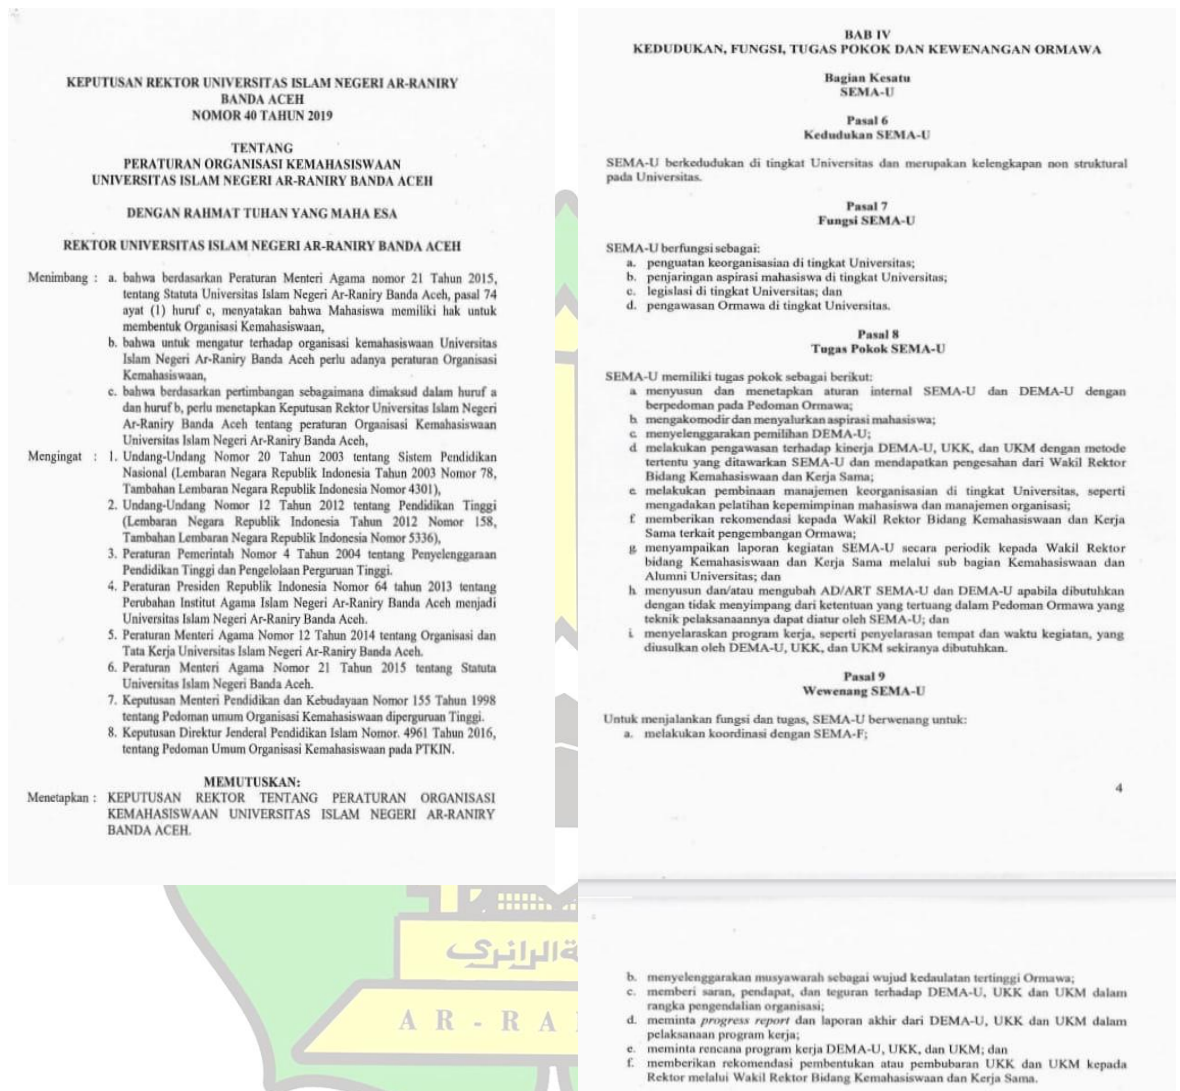 KEPUTUSAN REKTOR UNIVERSITAS ISLAM NEGERI AR-RANIRY
BANDA ACEH
NOMOR 40 TAHUN 2019
TENTANG
PERATURAN ORGANISASI KEMAHASISWAAN
UNIVERSITAS ISLAM NEGERI AR-RANIRY BANDA ACEH
DENGAN RAHMAT TUHAN YANG MAHA ESA
REKTOR UNIVERSITAS ISLAM NEGERI AR-RANIRY BANDA ACEH
Menimbang : a. bahwa berdasarkan Peraturan Menteri Agama nomor 21 Tahun 2015,
tentang Statuta Universitas Islam Negeri Ar-Raniry Banda Aceh, pasal 74
ayat (1) huruf c, menyatakan bahwa Mahasiswa memiliki hak untuk
membentuk Organisasi Kemahasiswaan,
b. bahwa untuk mengatur terhadap organisasi kemahasiswaan Universitas
Islam Negeri Ar-Raniry Banda Aceh perlu adanya peraturan Organisasi
Kemahasiswaan,
c. bahwa berdasarkan pertimbangan sebagaimana dimaksud dalam huruf a
dan huruf b, perlu menetapkan Keputusan Rektor Universitas Islam Negeri
Ar-Raniry Banda Aceh tentang peraturan Organisasi Kemahasiswaan
Universitas Islam Negeri Ar-Raniry Banda Aceh,
Mengingat : 1. Undang-Undang Nomor 20 Tahun 2003 tentang Sistem Pendidikan
Nasional (Lembaran Negara Republik Indonesia Tahun 2003 Nomor 78,
Tambahan Lembaran Negara Republik Indonesia Nomor 4301),
2. Undang-Undang Nomor 12 Tahun 2012 tentang Pendidikan Tinggi
(Lembaran Negara Republik Indonesia Tahun 2012 Nomor 158,
Tambahan Lembaran Negara Republik Indonesia Nomor 5336),
3. Peraturan Pemerintah Nomor 4 Tahun 2004 tentang Penyelenggaraan
Pendidikan Tinggi dan Pengelolaan Perguruan Tinggi.
4. Peraturan Presiden Republik Indonesia Nomor 64 tahun 2013 tentang
Perubahan Institut Agama Islam Negeri Ar-Raniry Banda Aceh menjadi
Universitas Islam Negeri Ar-Raniry Banda Aceh.
5. Peraturan Menteri Agama Nomor 12 Tahun 2014 tentang Organisasi dan
Tata Kerja Universitas Islam Negeri Ar-Raniry Banda Aceh.
6. Peraturan Menteri Agama Nomor 21 Tahun 2015 tentang Statuta
Universitas Islam Negeri Banda Aceh.
7. Keputusan Menteri Pendidikan dan Kebudayaan Nomor 155 Tahun 1998
tentang Pedoman umum Organisasi Kemahasiswaan diperguruan Tinggi.
8. Keputusan Direktur Jenderal Pendidikan Islam Nomor. 4961 Tahun 2016,
tentang Pedoman Umum Organisasi Kemahasiswaan pada PTKIN.
MEMUTUSKAN:
Menetapkan : KEPUTUSAN REKTOR TENTANG PERATURAN ORGANISASI
KEMAHASISWAAN UNIVERSITAS ISLAM NEGERI AR-RANIRY
BANDA ACEH.
BAB IV
KEDUDUKAN, FUNGSI, TUGAS POKOK DAN KEWENANGAN ORMAWA
Bagian Kesatu
SEMA-U
Pasal 6
Kedudukan SEMA-U
SEMA-U berkedudukan di tingkat Universitas dan merupakan kelengkapan non struktural
pada Universitas.
Pasal 7
Fungsi SEMA-U
SEMA-U berfungsi sebagai:
a. penguatan keorganisasian di tingkat Universitas;
b. penjaringan aspirasi mahasiswa di tingkat Universitas;
c. legislasi di tingkat Universitas; dan
d. pengawasan Ormawa di tingkat Universitas.
Pasal 8
Tugas Pokok SEMA-U
SEMA-U memiliki tugas pokok sebagai berikut:
a. menyusun dan menetapkan aturan internal SEMA-U dan DEMA-U dengan
berpedoman pada Pedoman Ormawa;
b. mengakomodir dan menyalurkan aspirasi mahasiswa;
c. menyelenggarakan pemilihan DEMA-U;
d. melakukan pengawasan terhadap kinerja DEMA-U, UKK, dan UKM dengan metode
tertentu yang ditawarkan SEMA-U dan mendapatkan pengesahan dari Wakil Rektor
Bidang Kemahasiswaan dan Kerja Sama;
e. melakukan pembinaan manajemen keorganisasian di tingkat Universitas, seperti
mengadakan pelatihan kepemimpinan mahasiswa dan manajemen organisasi;
f. memberikan rekomendasi kepada Wakil Rektor Bidang Kemahasiswaan dan Kerja
Sama terkait pengembangan Ormawa;
g. menyampaikan laporan kegiatan SEMA-U secara periodik kepada Wakil Rektor
bidang Kemahasiswaan dan Kerja Sama melalui sub bagian Kemahasiswaan dan
Alumni Universitas; dan
h. menyusun dan/atau mengubah AD/ART SEMA-U dan DEMA-U apabila dibutuhkan
dengan tidak menyimpang dari ketentuan yang tertuang dalam Pedoman Ormawa yang
teknik pelaksanaannya dapat diatur oleh SEMA-U; dan
i. menyelaraskan program kerja, seperti penyelarasan tempat dan waktu kegiatan, yang
diusulkan oleh DEMA-U, UKK, dan UKM sekiranya dibutuhkan.
Pasal 9
Wewenang SEMA-U
Untuk menjalankan fungsi dan tugas, SEMA-U berwenang untuk:
a. melakukan koordinasi dengan SEMA-F;
4
b. menyelenggarakan musyawarah sebagai wujud kedaulatan tertinggi Ormawa;
c. memberi saran, pendapat, dan teguran terhadap DEMA-U, UKK dan UKM dalam
rangka pengendalian organisasi;
d. meminta progress report dan laporan akhir dari DEMA-U, UKK dan UKM dalam
pelaksanaan program kerja;
e. meminta rencana program kerja DEMA-U, UKK, dan UKM; dan
f. memberikan rekomendasi pembentukan atau pembubaran UKK dan UKM kepada
Rektor melalui Wakil Rektor Bidang Kemahasiswaan dan Kerja Sama.
الرانري
AR-RA